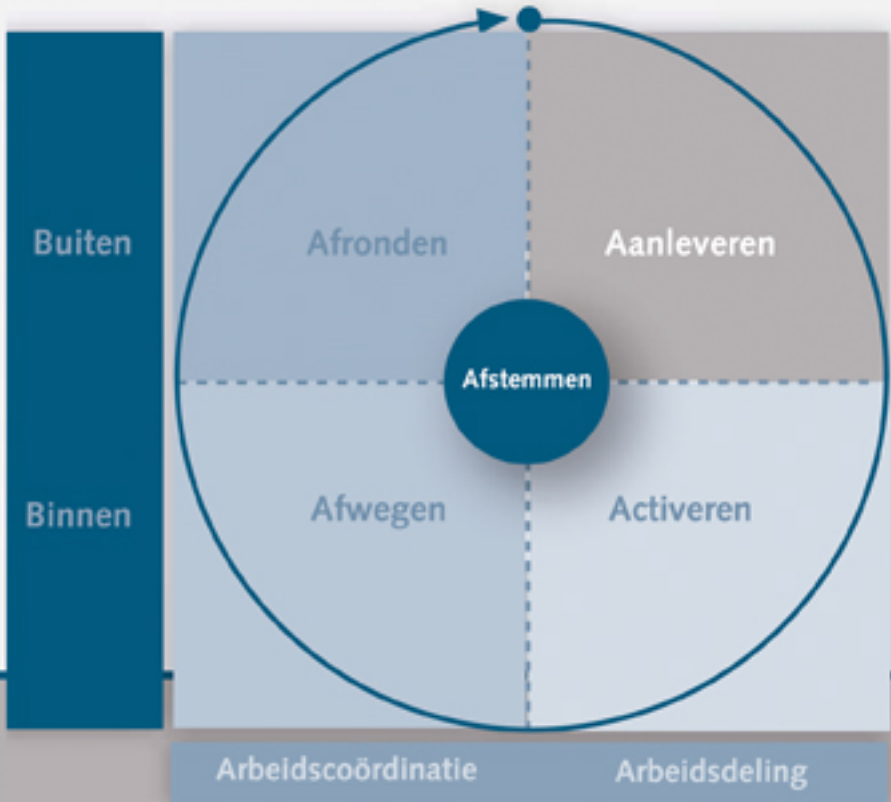 Buiten
Afronden
Aanleveren
Afstemmen
Binnen
Afwegen
Activeren
Arbeidscoördinatie
Arbeidsdeling